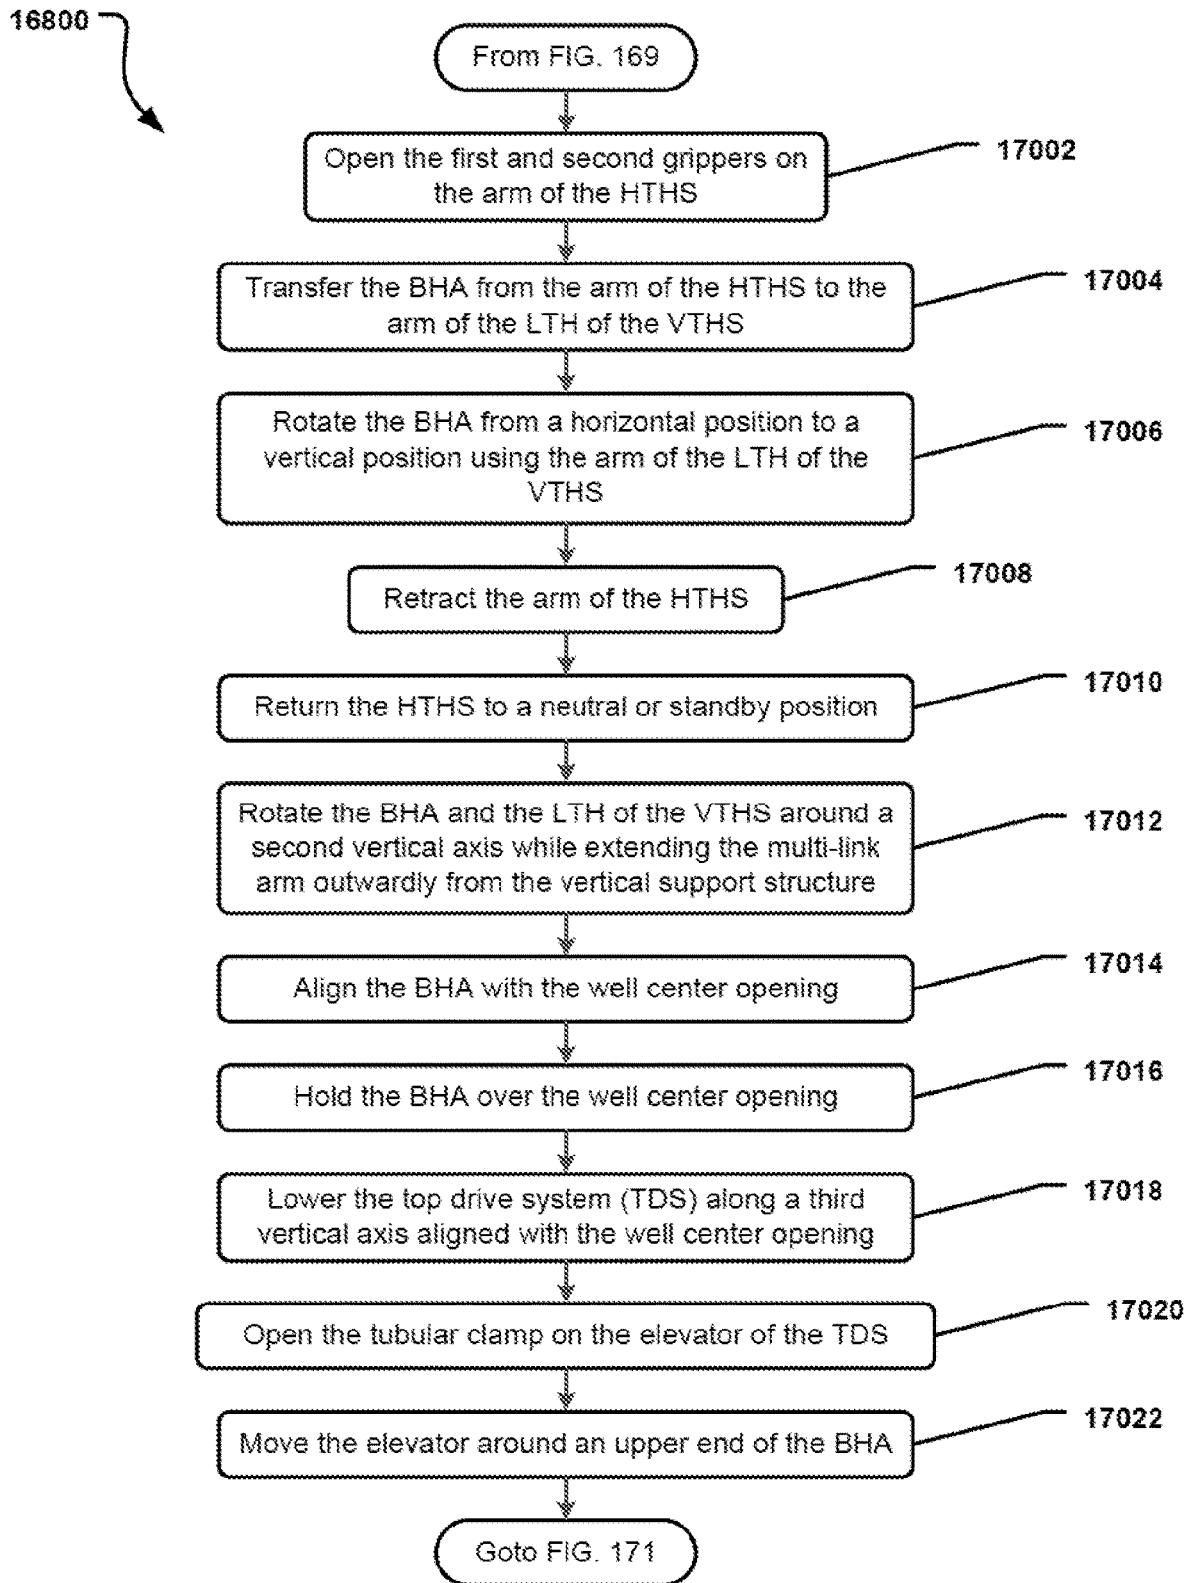 16800
From FIG. 169
Open the first and second grippers on
the arm of the HTHS
17002
Transfer the BHA from the arm of the HTHS to the
arm of the LTH of the VTHS
17004
Rotate the BHA from a horizontal position to a
vertical position using the arm of the LTH of the
VTHS
17006
Retract the arm of the HTHS
17008
Return the HTHS to a neutral or standby position
17010
Rotate the BHA and the LTH of the VTHS around a
second vertical axis while extending the multi-link
arm outwardly from the vertical support structure
17012
Align the BHA with the well center opening
17014
Hold the BHA over the well center opening
17016
Lower the top drive system (TDS) along a third
vertical axis aligned with the well center opening
17018
Open the tubular clamp on the elevator of the TDS
17020
Move the elevator around an upper end of the BHA
17022
Goto FIG. 171